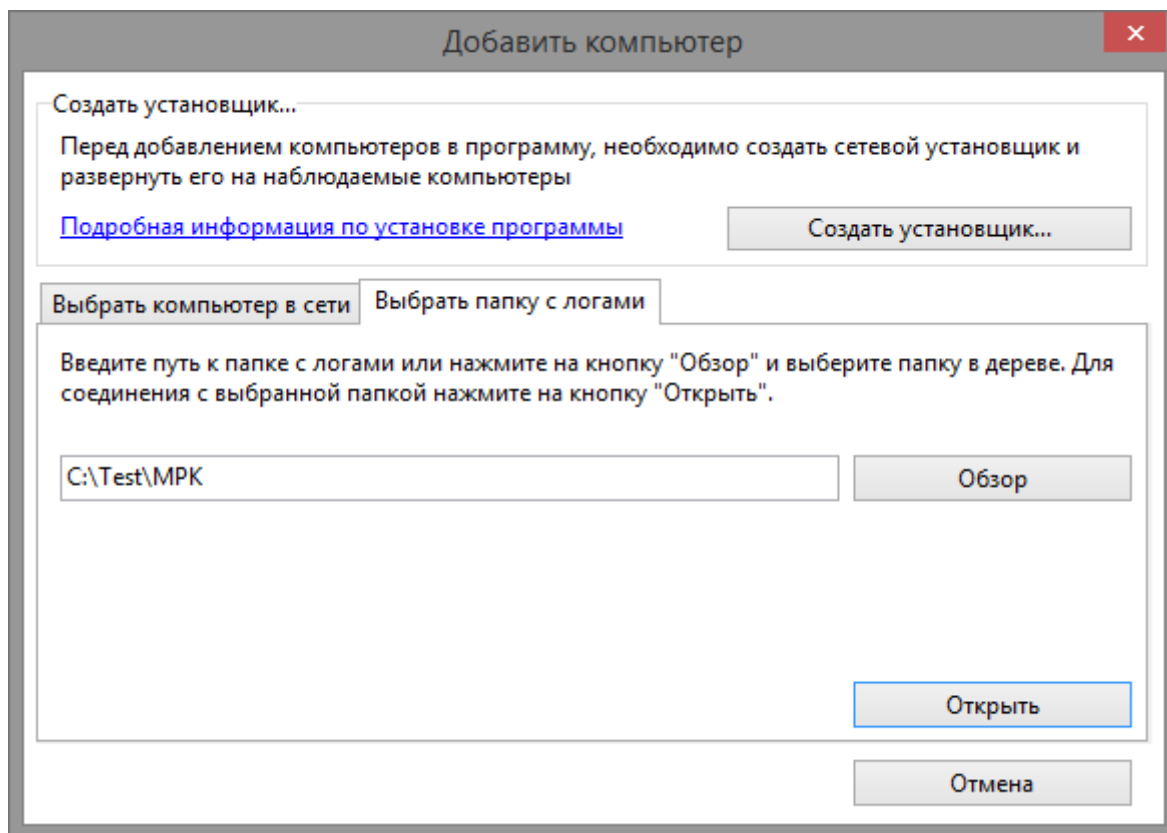 Добавить компьютер
Создать установщик...
Перед добавлением компьютеров в программу, необходимо создать сетевой установщик и
развернуть его на наблюдаемые компьютеры
Подробная информация по установке программы
Создать установщик...
Выбрать компьютер в сети
Выбрать папку с логами
Введите путь к папке с логами или нажмите на кнопку "Обзор" и выберите папку в дереве. Для
соединения с выбранной папкой нажмите на кнопку "Открыть".
C:\Test\MPK
Обзор
Открыть
Отмена